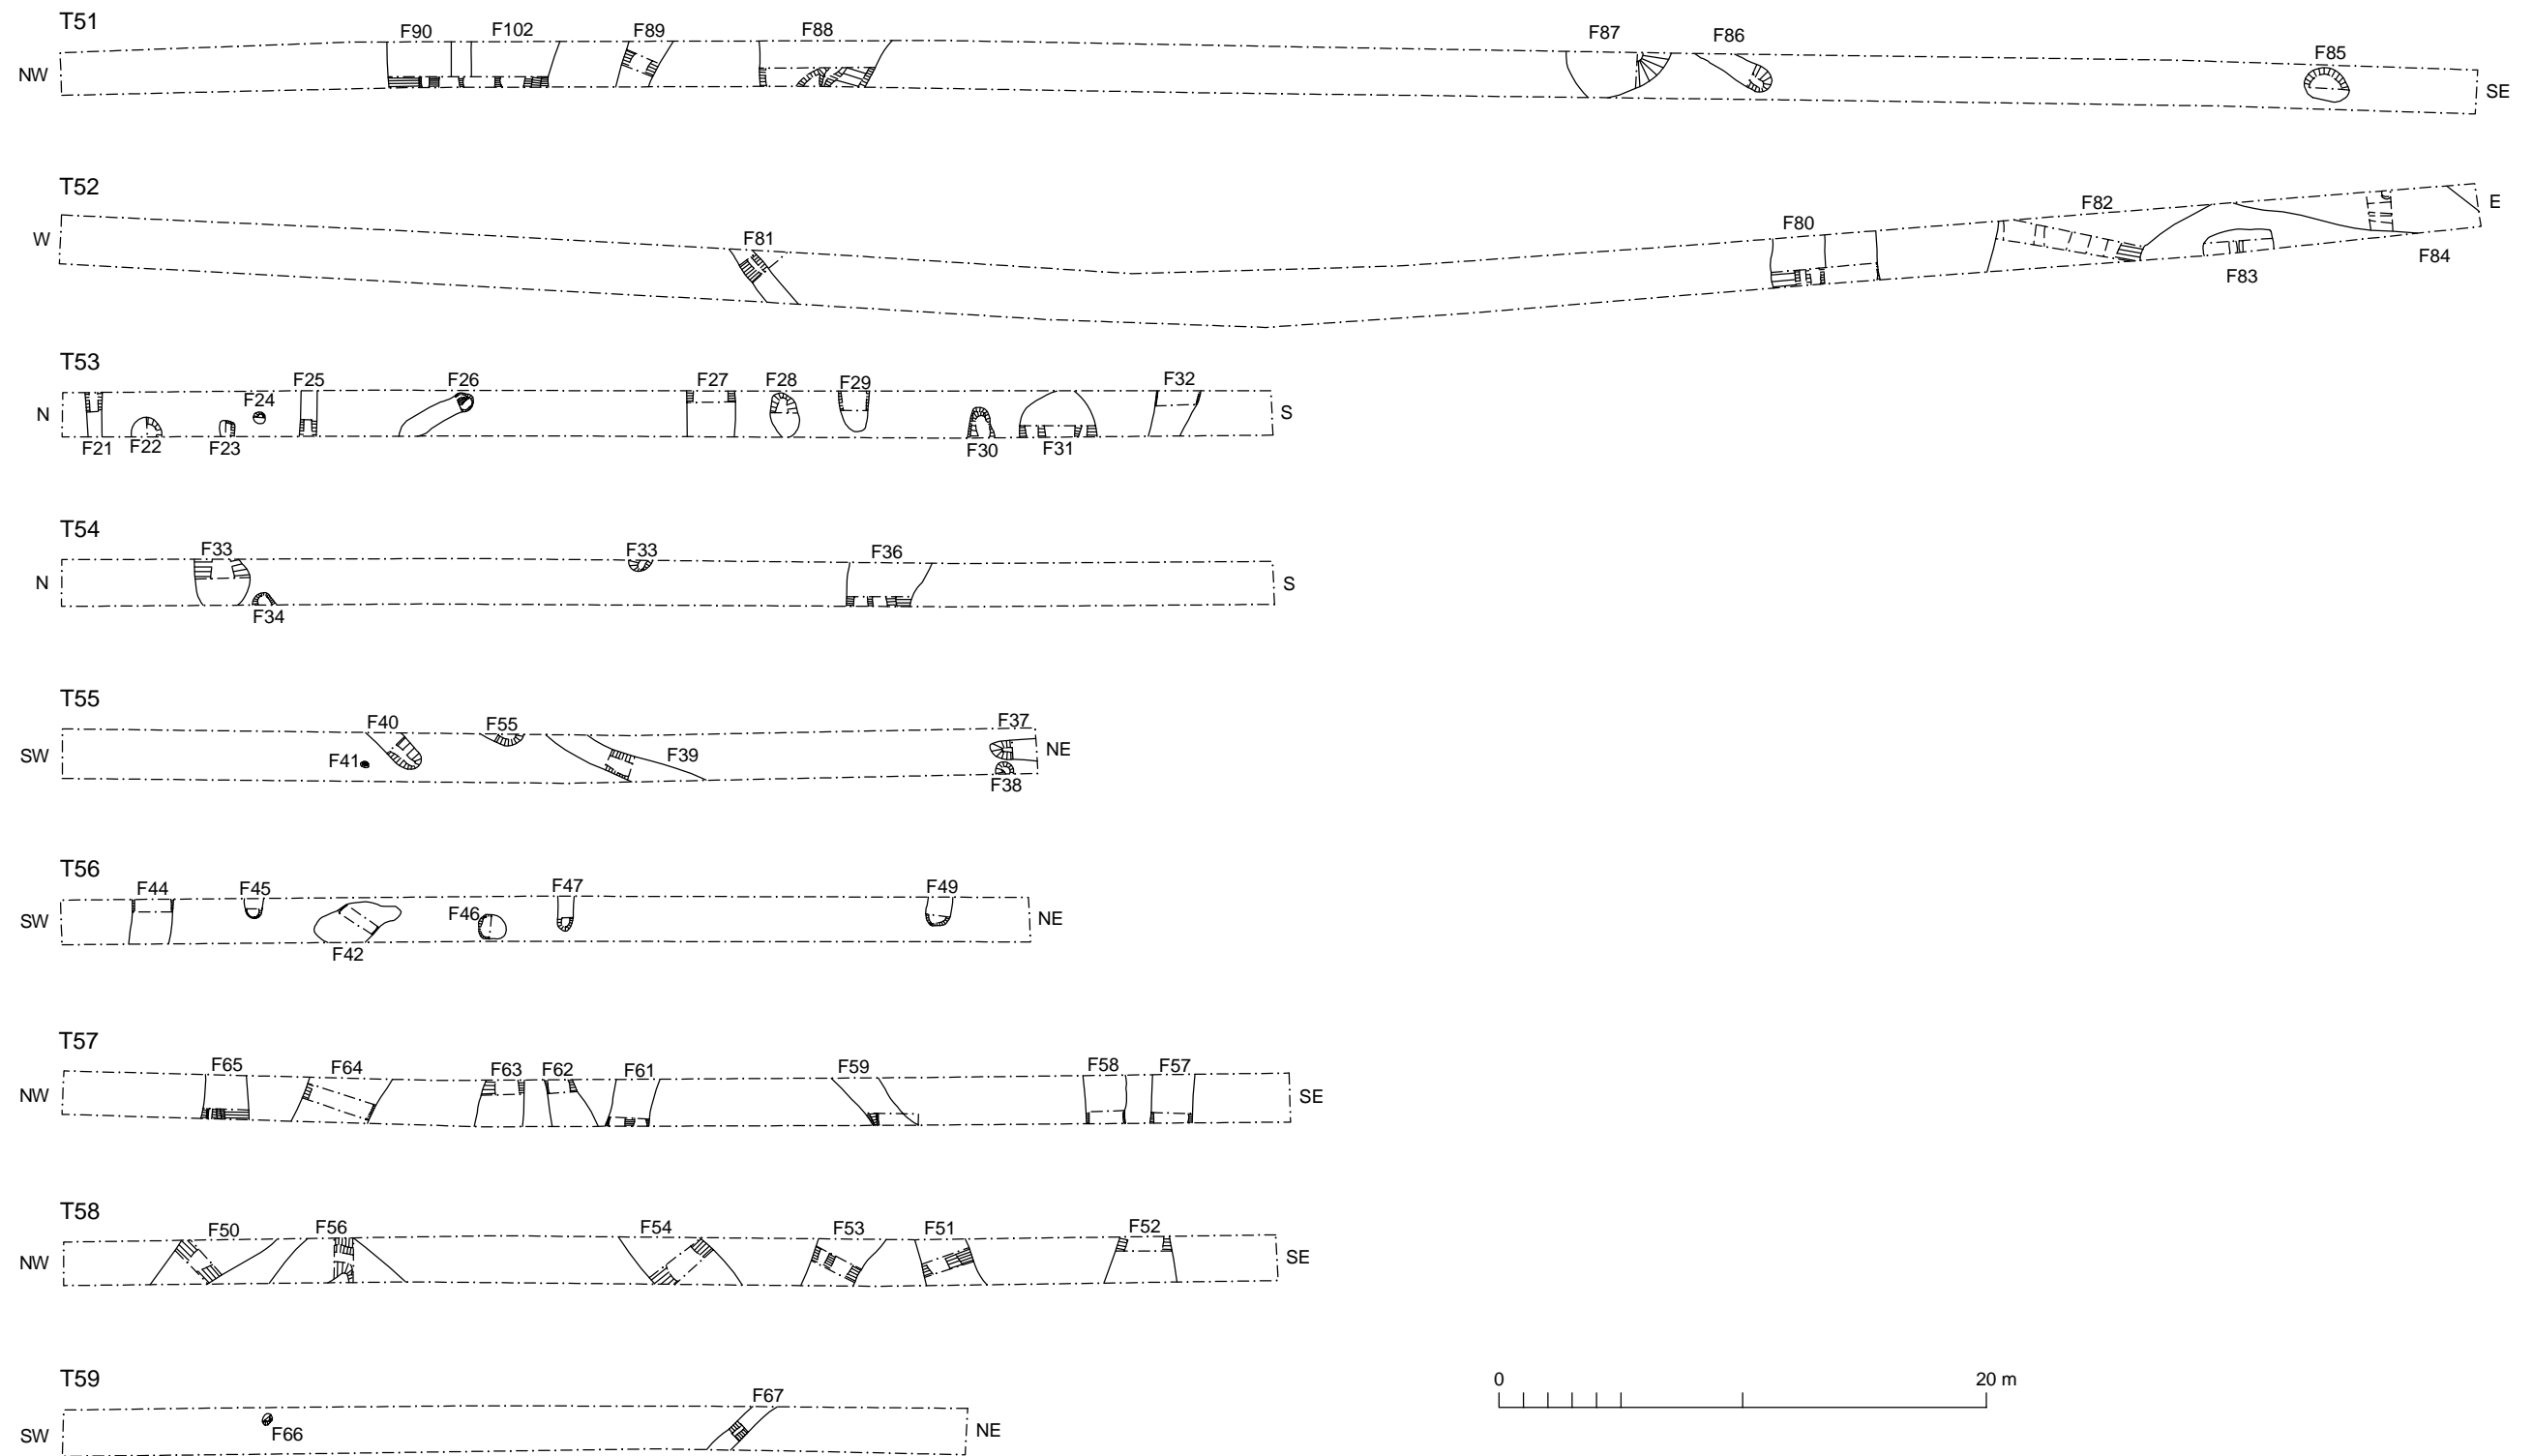 T51
F90 F102 F89 F88 F87 F86 F85
NW SE
T52
F81 F80 F82
W E
F83 F84
T53
F25 F26 F27 F28 F29 F32
F24
N S
F21 F22 F23 F30 F31
T54
F33 F33 F36
N S
F34
T55
F40 F55 F37
SW F41 F39 NE
F38
T56
F44 F45 F47 F49
SW F46 NE
F42
T57
F65 F64 F63 F62 F61 F59 F58 F57
NW SE
T58
F50 F56 F54 F53 F51 F52
NW SE
T59
F67
0 20 m
SW F66 NE